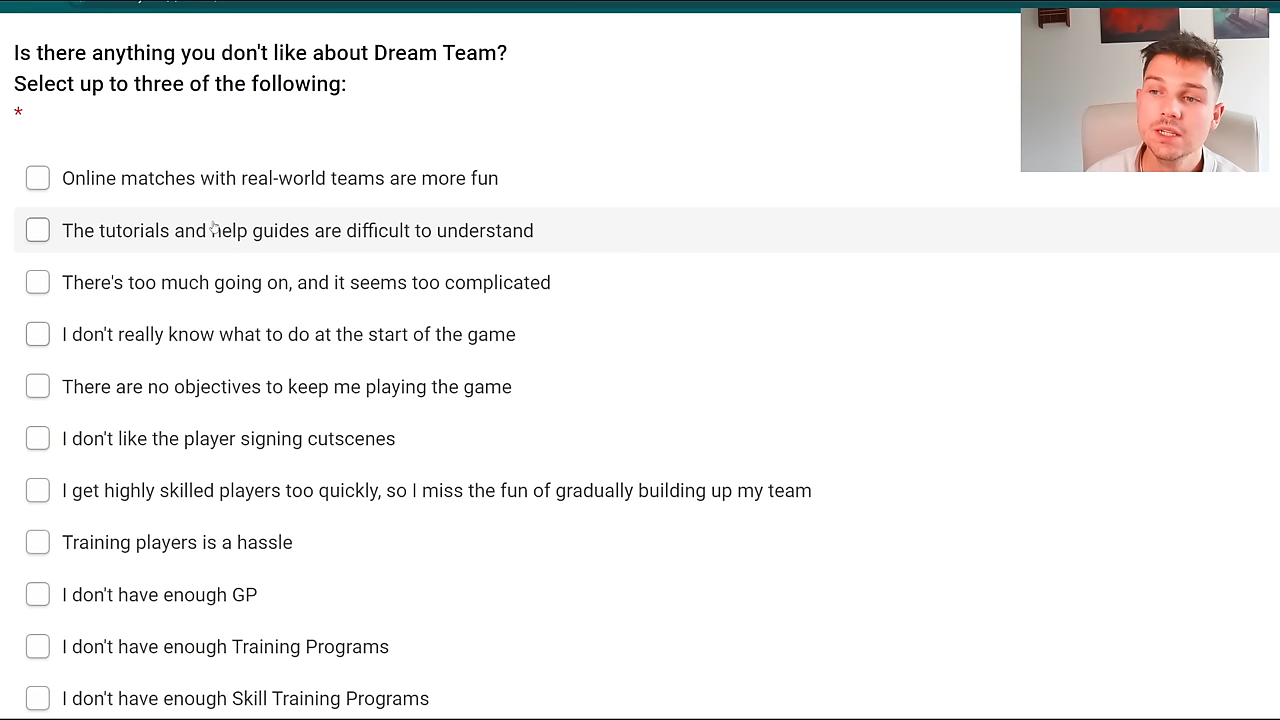 Is there anything you don't like about Dream Team?
Select up to three of the following:
*
Online matches with real-world teams are more fun
The tutorials and help guides are difficult to understand
There's too much going on, and it seems too complicated
I don't really know what to do at the start of the game
There are no objectives to keep me playing the game
I don't like the player signing cutscenes
I get highly skilled players too quickly, so I miss the fun of gradually building up my team
Training players is a hassle
I don't have enough GP
I don't have enough Training Programs
I don't have enough Skill Training Programs